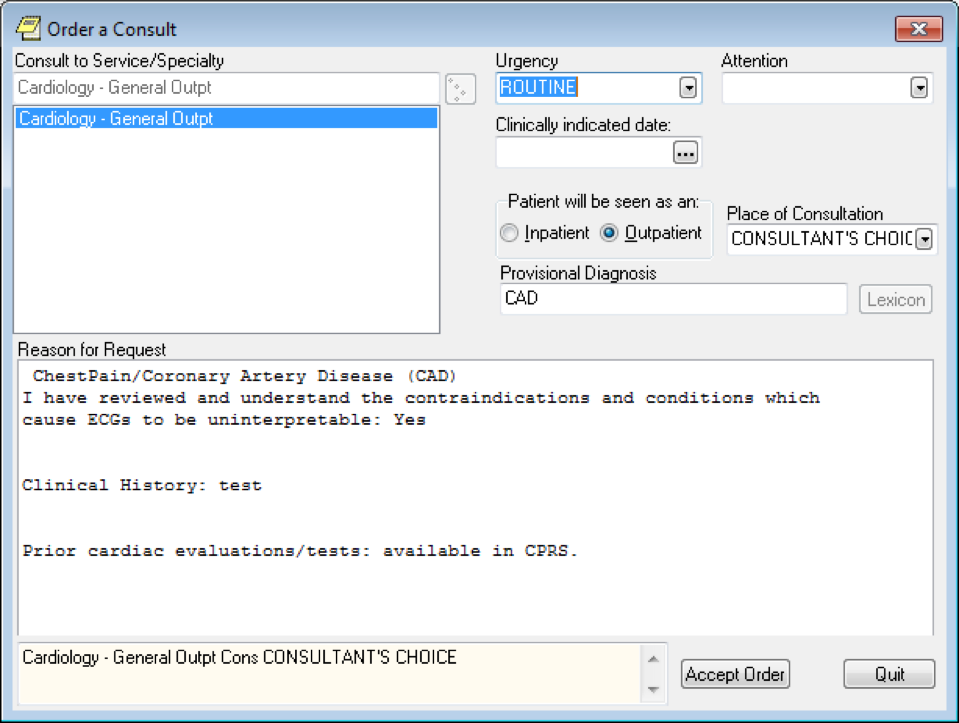 Order a Consult
Consult to Service/Specialty
Urgency
Attention
Cardiology - General Outpt
ROUTINE
Cardiology - General Outpt
Clinically indicated date:
...
Patient will be seen as an:
Inpatient Outpatient
Place of Consultation
CONSULTANT'S CHOIC
Provisional Diagnosis
CAD
Lexicon
Reason for Request
ChestPain/Coronary Artery Disease (CAD)
I have reviewed and understand the contraindications and conditions which
cause ECGs to be uninterpretable: Yes
Clinical History: test
Prior cardiac evaluations/tests: available in CPRS.
Cardiology - General Outpt Cons CONSULTANT'S CHOICE
Accept Order
Quit